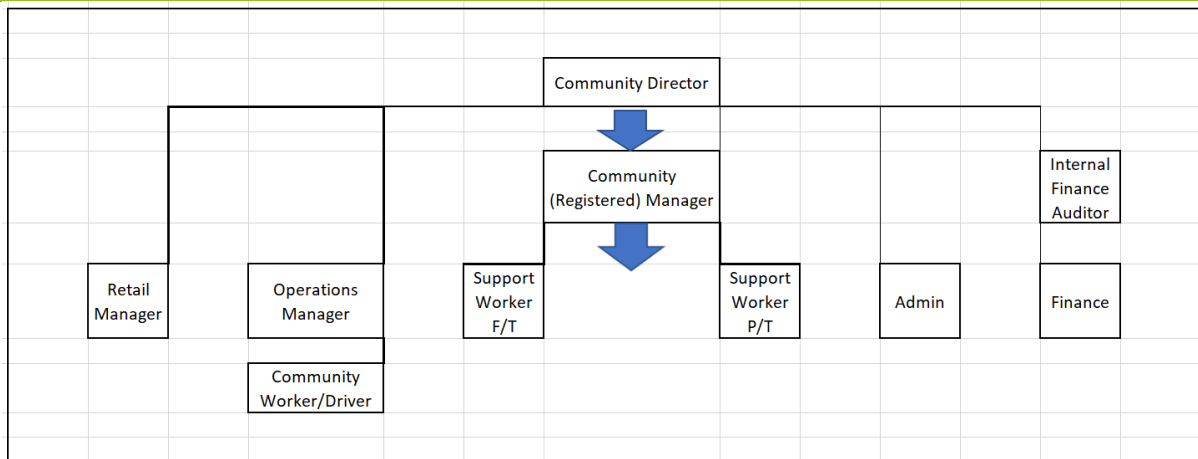 Community Director
Community
(Registered) Manager
Internal
Finance
Auditor
Retail
Manager
Operations
Manager
Support
Worker
F/T
Support
Worker
P/T
Admin
Finance
Community
Worker/Driver